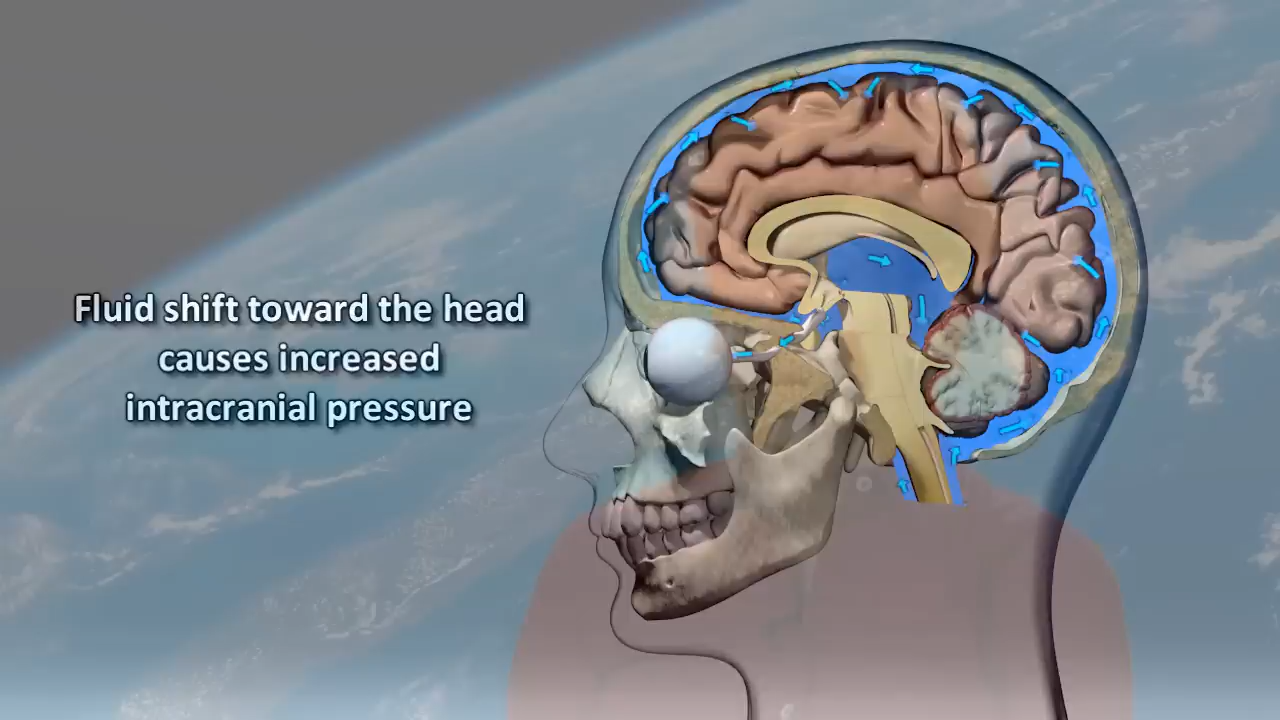 Fluid shift toward the head
causes increased
intracranial pressure